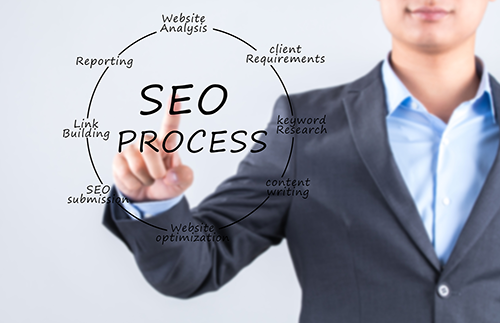 Website
Analysis
client
Requirements
keyword
Research
content
writing
Website
optimization
SEO
submission
Link
Building
Reporting
SEO
PROCESS